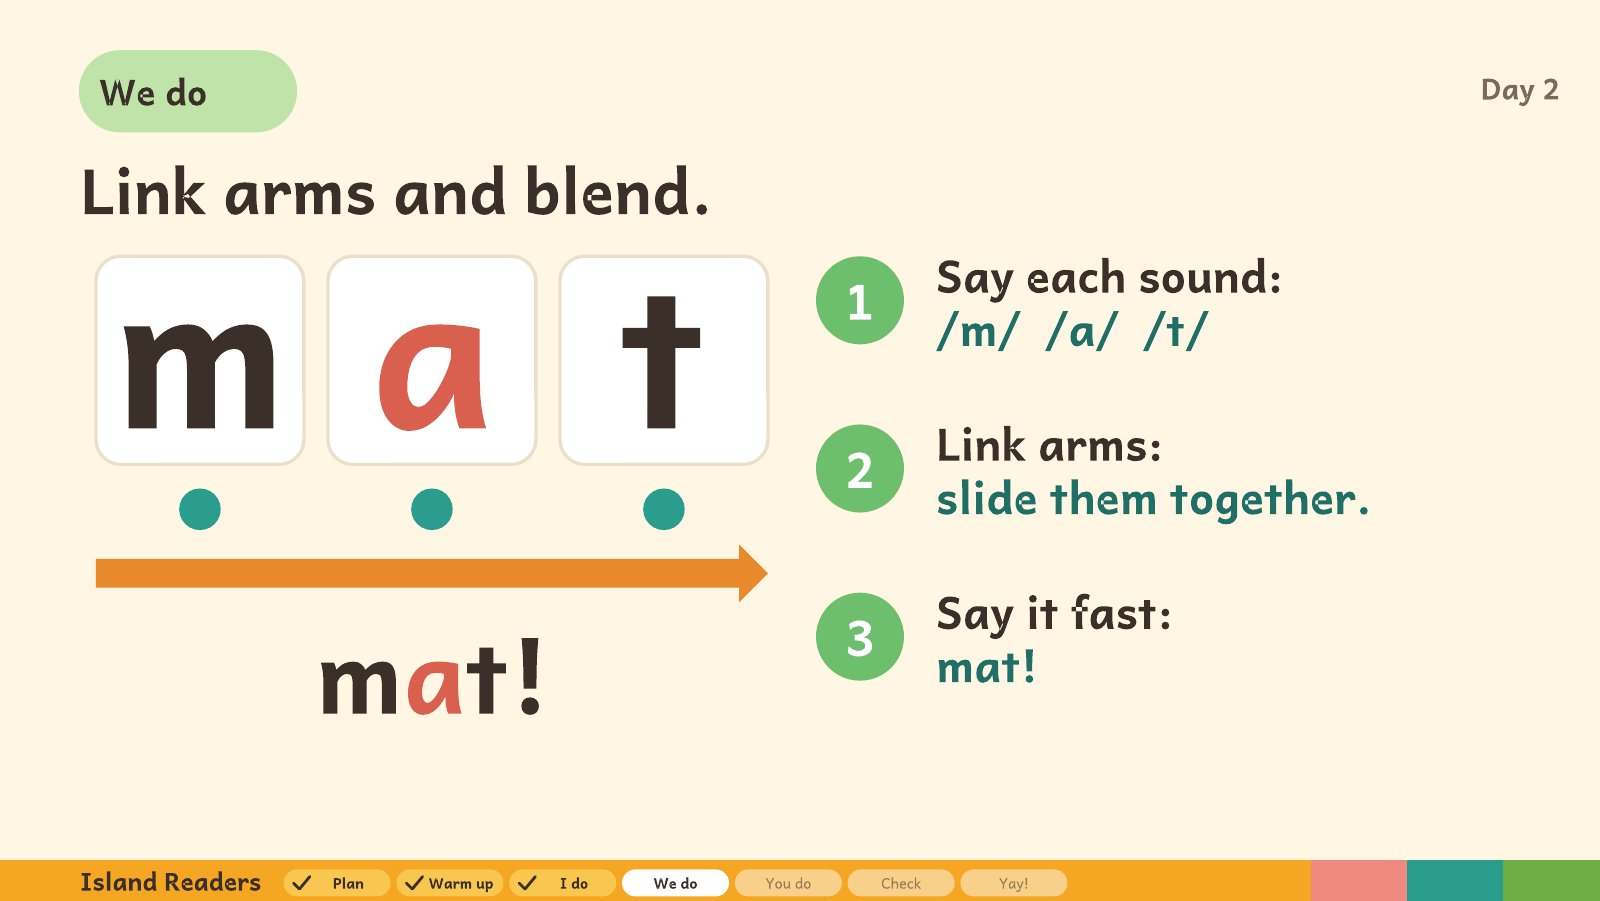 We do
Day 2
Link arms and blend.
m a t
mat!
1
Say each sound:
/m/ /a/ /t/
2
Link arms:
slide them together.
3
Say it fast:
mat!
Island Readers
Plan
Warm up
I do
We do
You do
Check
Yay!